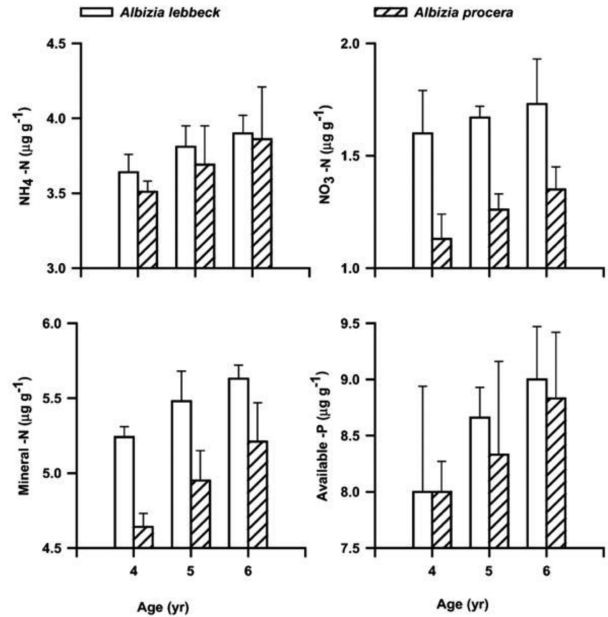 Albizia lebbeck
Albizia procera
NH4 -N (µg g-1)
4.5
4.0
3.5
3.0
NO3 -N (µg g-1)
2.0
1.5
1.0
Mineral -N (µg g-1)
6.0
5.5
5.0
4.5
4 5 6
Age (yr)
Available -P (µg g-1)
9.5
9.0
8.5
8.0
7.5
4 5 6
Age (yr)